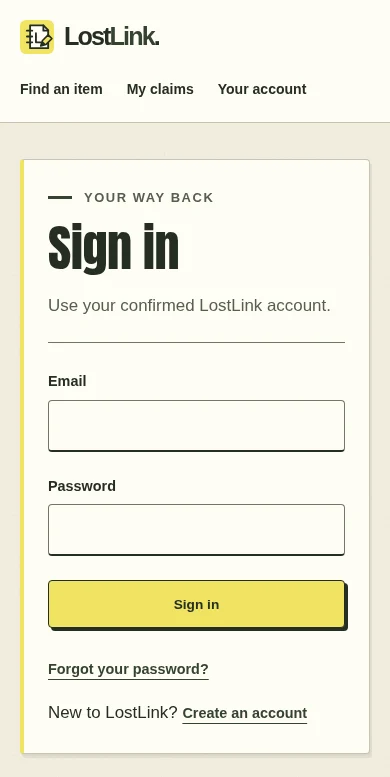 LostLink.
Find an item My claims Your account
YOUR WAY BACK
Sign in
Use your confirmed LostLink account.
Email
Password
Sign in
Forgot your password?
New to LostLink? Create an account